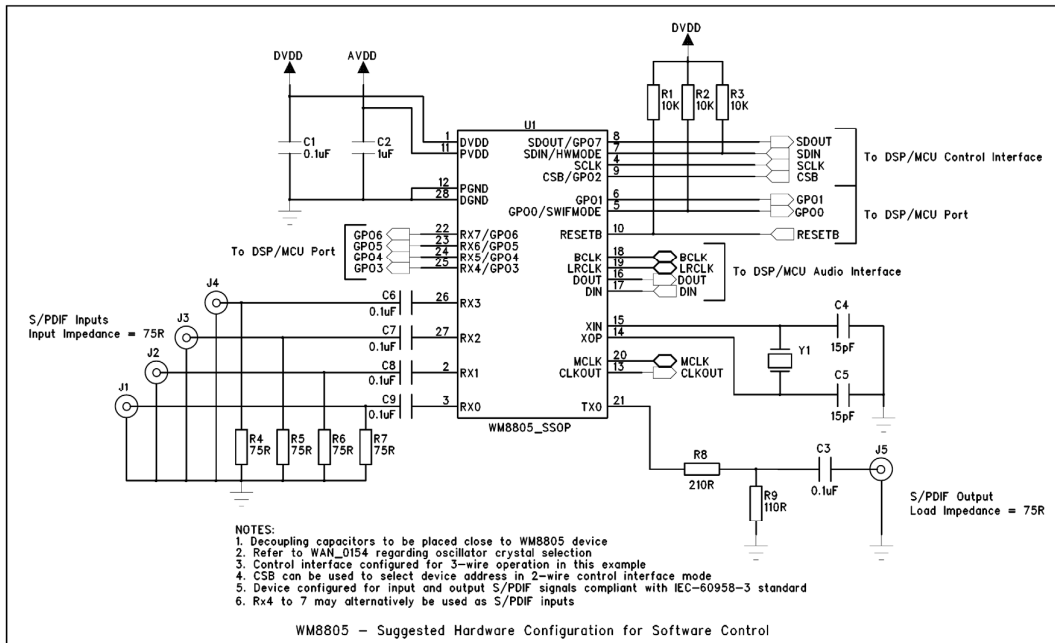 DVDD
AVDD
DVDD
R1
10K
R2
10K
R3
10K
C1
0.1uF
C2
1uF
U1
1 DVDD
11 PVDD
12 PGND
28 DGND
SDOUT/GPO7 8 SDOUT
SDIN/HWMODE 7 SDIN
SCLK 4 SCLK
CSB/GPO2 9 CSB
To DSP/MCU Control Interface
GPO1 6 GPO1
GPO0/SWIFMODE 5 GPO0
To DSP/MCU Port
RESETB 10 RESETB
To DSP/MCU Port
GPO6 22 RX7/GPO6
GPO5 23 RX6/GPO5
GPO4 24 RX5/GPO4
GPO3 25 RX4/GPO3
BCLK 18 BCLK
LRCLK 19 LRCLK
DOUT 16 DOUT
DIN 17 DIN
To DSP/MCU Audio Interface
J4
C6
0.1uF
26 RX3
S/PDIF Inputs
Input Impedance = 75R
J3
C7
0.1uF
27 RX2
J2
C8
0.1uF
2 RX1
J1
C9
0.1uF
3 RX0
XIN 15
XOP 14
C4
15pF
Y1
C5
15pF
MCLK 20 MCLK
CLKOUT 13 CLKOUT
TX0 21
WM8805_SSOP
R4
75R
R5
75R
R6
75R
R7
75R
R8
210R
R9
110R
C3
0.1uF
J5
S/PDIF Output
Load Impedance = 75R
NOTES:
1. Decoupling capacitors to be placed close to WM8805 device
2. Refer to WAN_0154 regarding oscillator crystal selection
3. Control interface configured for 3-wire operation in this example
4. CSB can be used to select device address in 2-wire control interface mode
5. Device configured for input and output S/PDIF signals compliant with IEC-60958-3 standard
6. Rx4 to 7 may alternatively be used as S/PDIF inputs
WM8805 - Suggested Hardware Configuration for Software Control